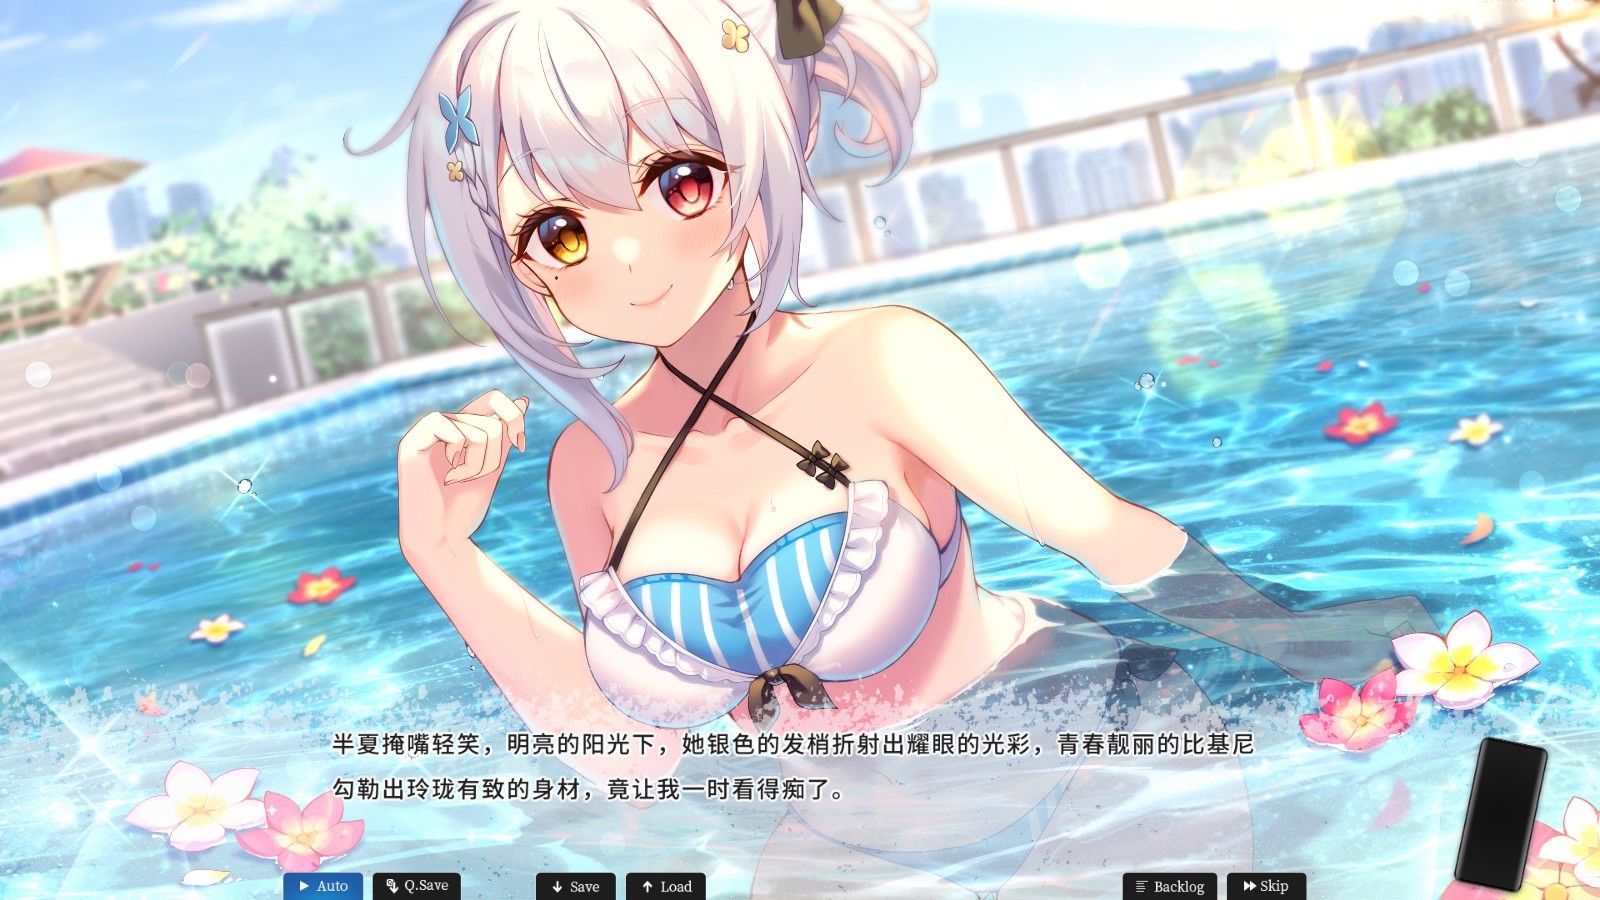 半夏掩嘴轻笑，明亮的阳光下，她银色的发梢折射出耀眼的光彩，青春靓丽的比基尼
勾勒出玲珑有致的身材，竟让我一时看得痴了。
Auto
Q.Save
Save
Load
Backlog
Skip